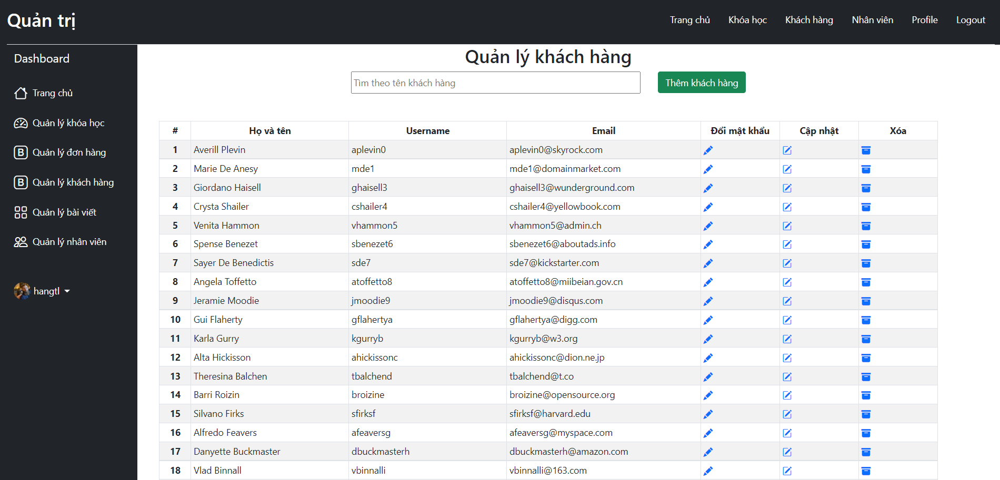 Quản trị
Trang chủ Khóa học Khách hàng Nhân viên Profile Logout
Dashboard
Trang chủ
Quản lý khóa học
Quản lý đơn hàng
Quản lý khách hàng
Quản lý bài viết
Quản lý nhân viên
hangtl
Quản lý khách hàng
Tìm theo tên khách hàng Thêm khách hàng
# Họ và tên Username Email Đổi mật khẩu Cập nhật Xóa
1 Averill Plevin aplevin0 aplevin0@skyrock.com
2 Marie De Anesy mde1 mde1@domainmarket.com
3 Giordano Haisell ghaisell3 ghaisell3@wunderground.com
4 Crysta Shailer cshailer4 cshailer4@yellowbook.com
5 Venita Hammon vhammon5 vhammon5@admin.ch
6 Spense Benezet sbenezet6 sbenezet6@aboutads.info
7 Sayer De Benedictis sde7 sde7@kickstarter.com
8 Angela Toffetto atoffetto8 atoffetto8@miibeian.gov.cn
9 Jeramie Moodie jmoodie9 jmoodie9@disqus.com
10 Gui Flaherty gflahertya gflahertya@digg.com
11 Karla Gurry kgurryb kgurryb@w3.org
12 Alta Hickisson ahickissonc ahickissonc@dion.ne.jp
13 Theresina Balchen tbalchend tbalchend@t.co
14 Barri Roizin broizine broizine@opensource.org
15 Silvano Firks sfirksf sfirksf@harvard.edu
16 Alfredo Feavers afeaversg afeaversg@myspace.com
17 Danyette Buckmaster dbuckmasterh dbuckmasterh@amazon.com
18 Vlad Binnall vbinnalli vbinnalli@163.com